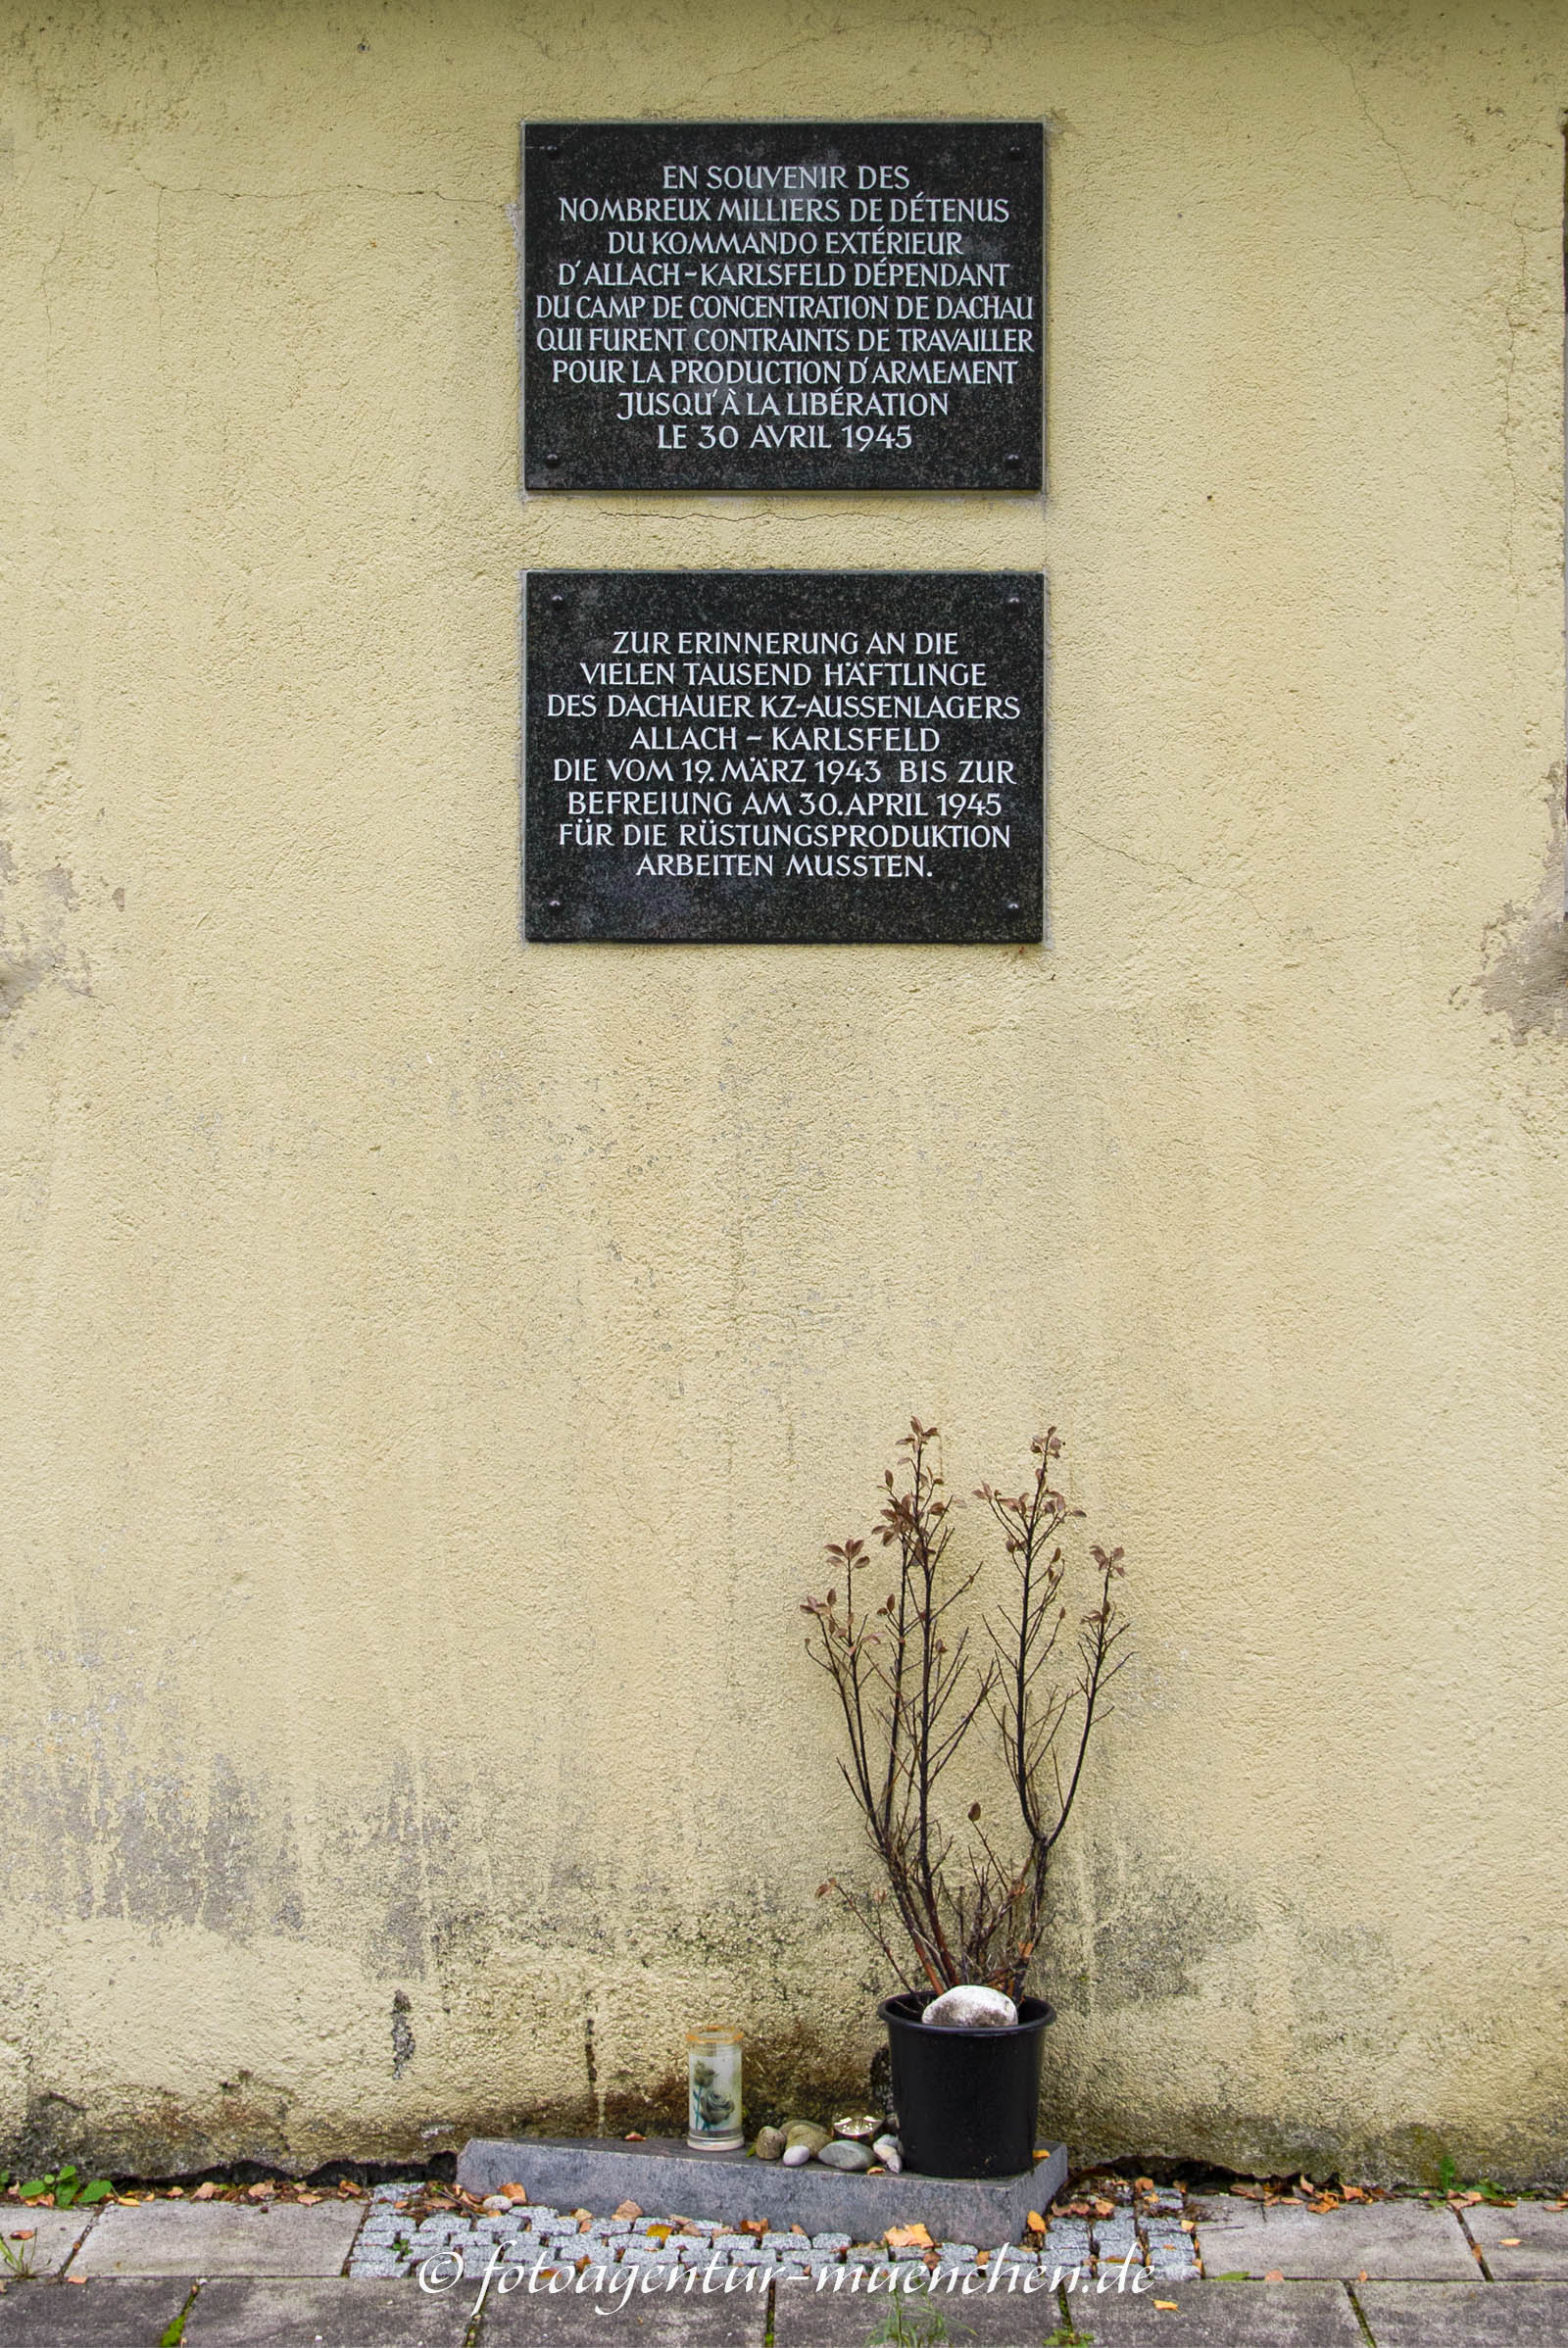 EN SOUVENIR DES
NOMBREUX MILLIERS DE DÉTENUS
DU KOMMANDO EXTÉRIEUR
D'ALLACH-KARLSFELD DÉPENDANT
DU CAMP DE CONCENTRATION DE DACHAU
QUI FURENT CONTRAINTS DE TRAVAILLER
POUR LA PRODUCTION D'ARMEMENT
JUSQU'À LA LIBÉRATION
LE 30 AVRIL 1945
ZUR ERINNERUNG AN DIE
VIELEN TAUSEND HÄFTLINGE
DES DACHAUER KZ-AUSSENLAGERS
ALLACH – KARLSFELD
DIE VOM 19. MÄRZ 1943 BIS ZUR
BEFREIUNG AM 30. APRIL 1945
FÜR DIE RÜSTUNGSPRODUKTION
ARBEITEN MUSSTEN.
© fotoagentur-muenchen.de